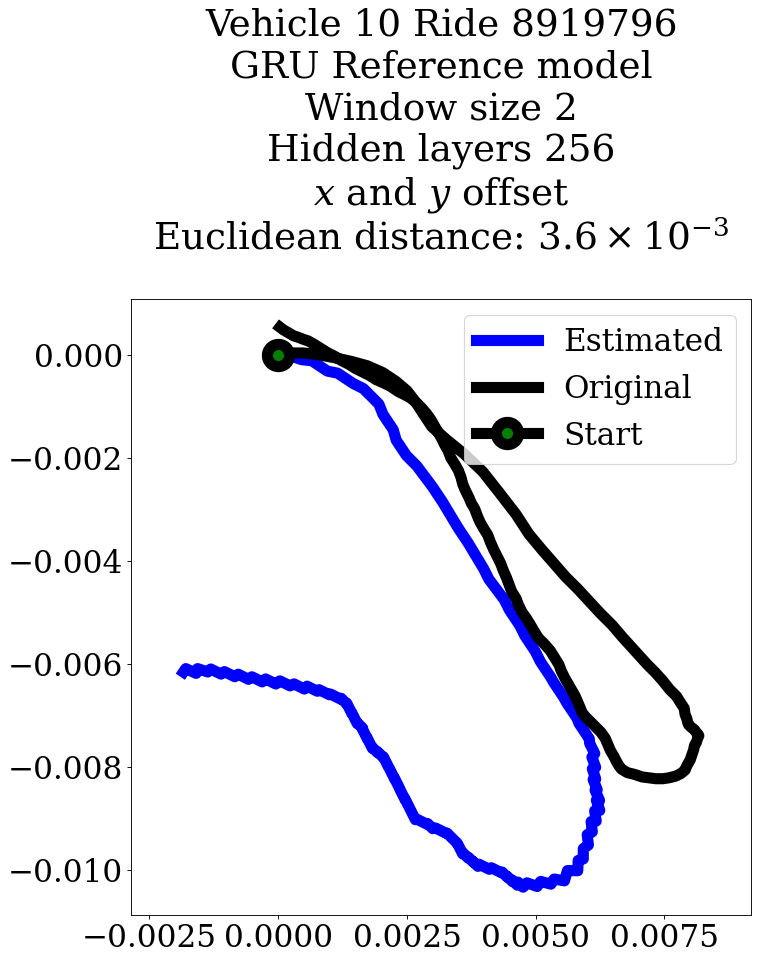 Vehicle 10 Ride 8919796
GRU Reference model
Window size 2
Hidden layers 256
x and y offset
Euclidean distance: 3.6 × 10⁻³
Estimated
Original
Start
0.000
−0.002
−0.004
−0.006
−0.008
−0.010
−0.0025 0.0000 0.0025 0.0050 0.0075